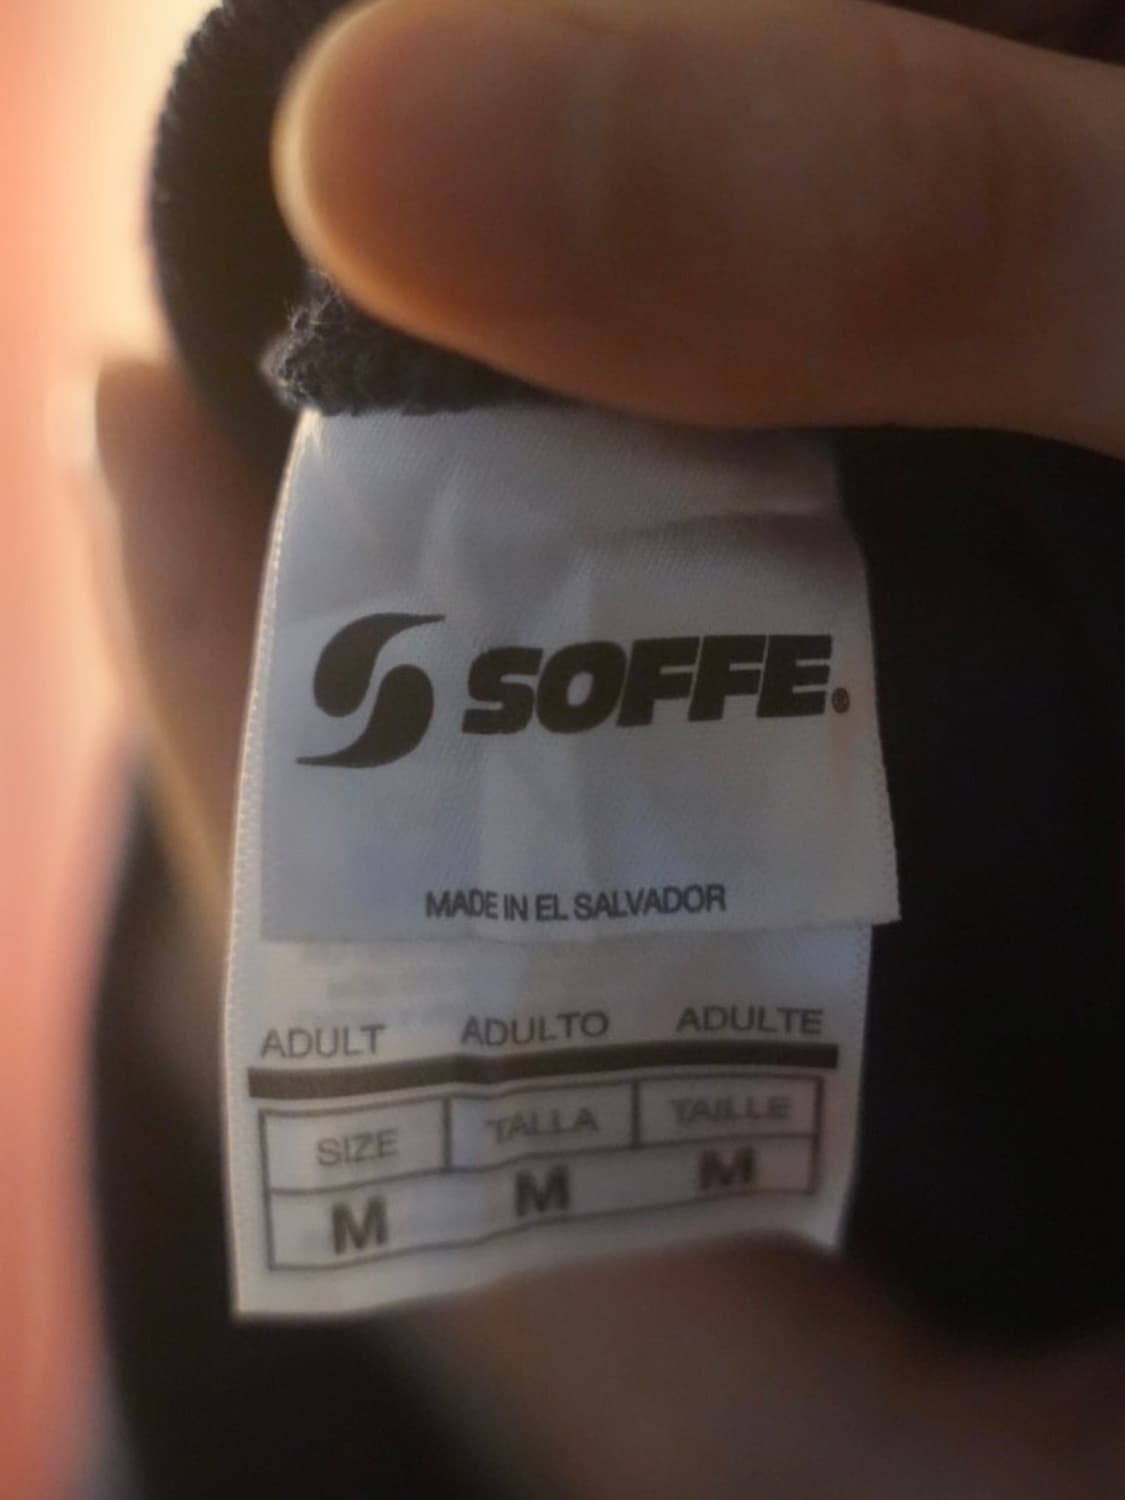 SOFFE®
MADE IN EL SALVADOR
ADULT ADULTO ADULTE
SIZE TALLA TAILLE
M M M